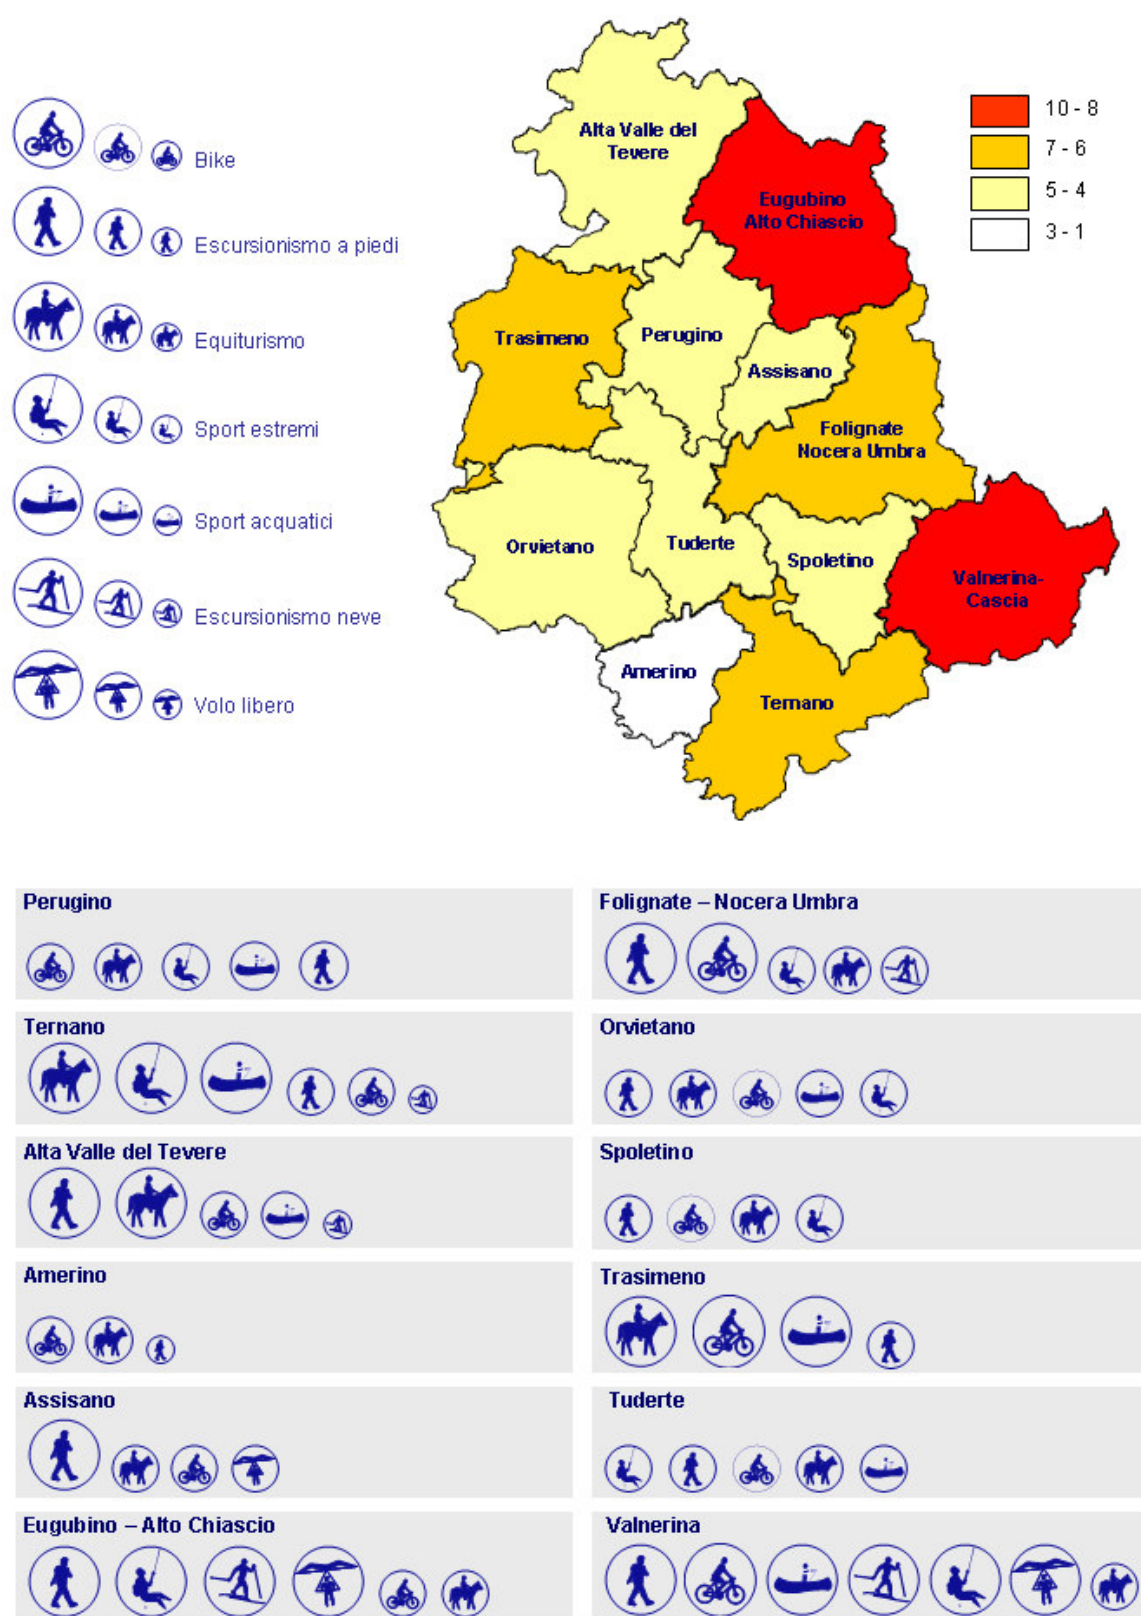 Bike
Escursionismo a piedi
Equiturismo
Sport estremi
Sport acquatici
Escursionismo neve
Volo libero
10 - 8
7 - 6
5 - 4
3 - 1
Alta Valle del
Tevere
Eugubino
Alto Chiascio
Trasimeno
Perugino
Assisano
Folignate
Nocera Umbra
Orvietano
Tuderte
Spoletino
Valnerina-
Cascia
Amerino
Ternano
Perugino
Folignate – Nocera Umbra
Ternano
Orvietano
Alta Valle del Tevere
Spoletino
Amerino
Trasimeno
Assisano
Tuderte
Eugubino – Alto Chiascio
Valnerina